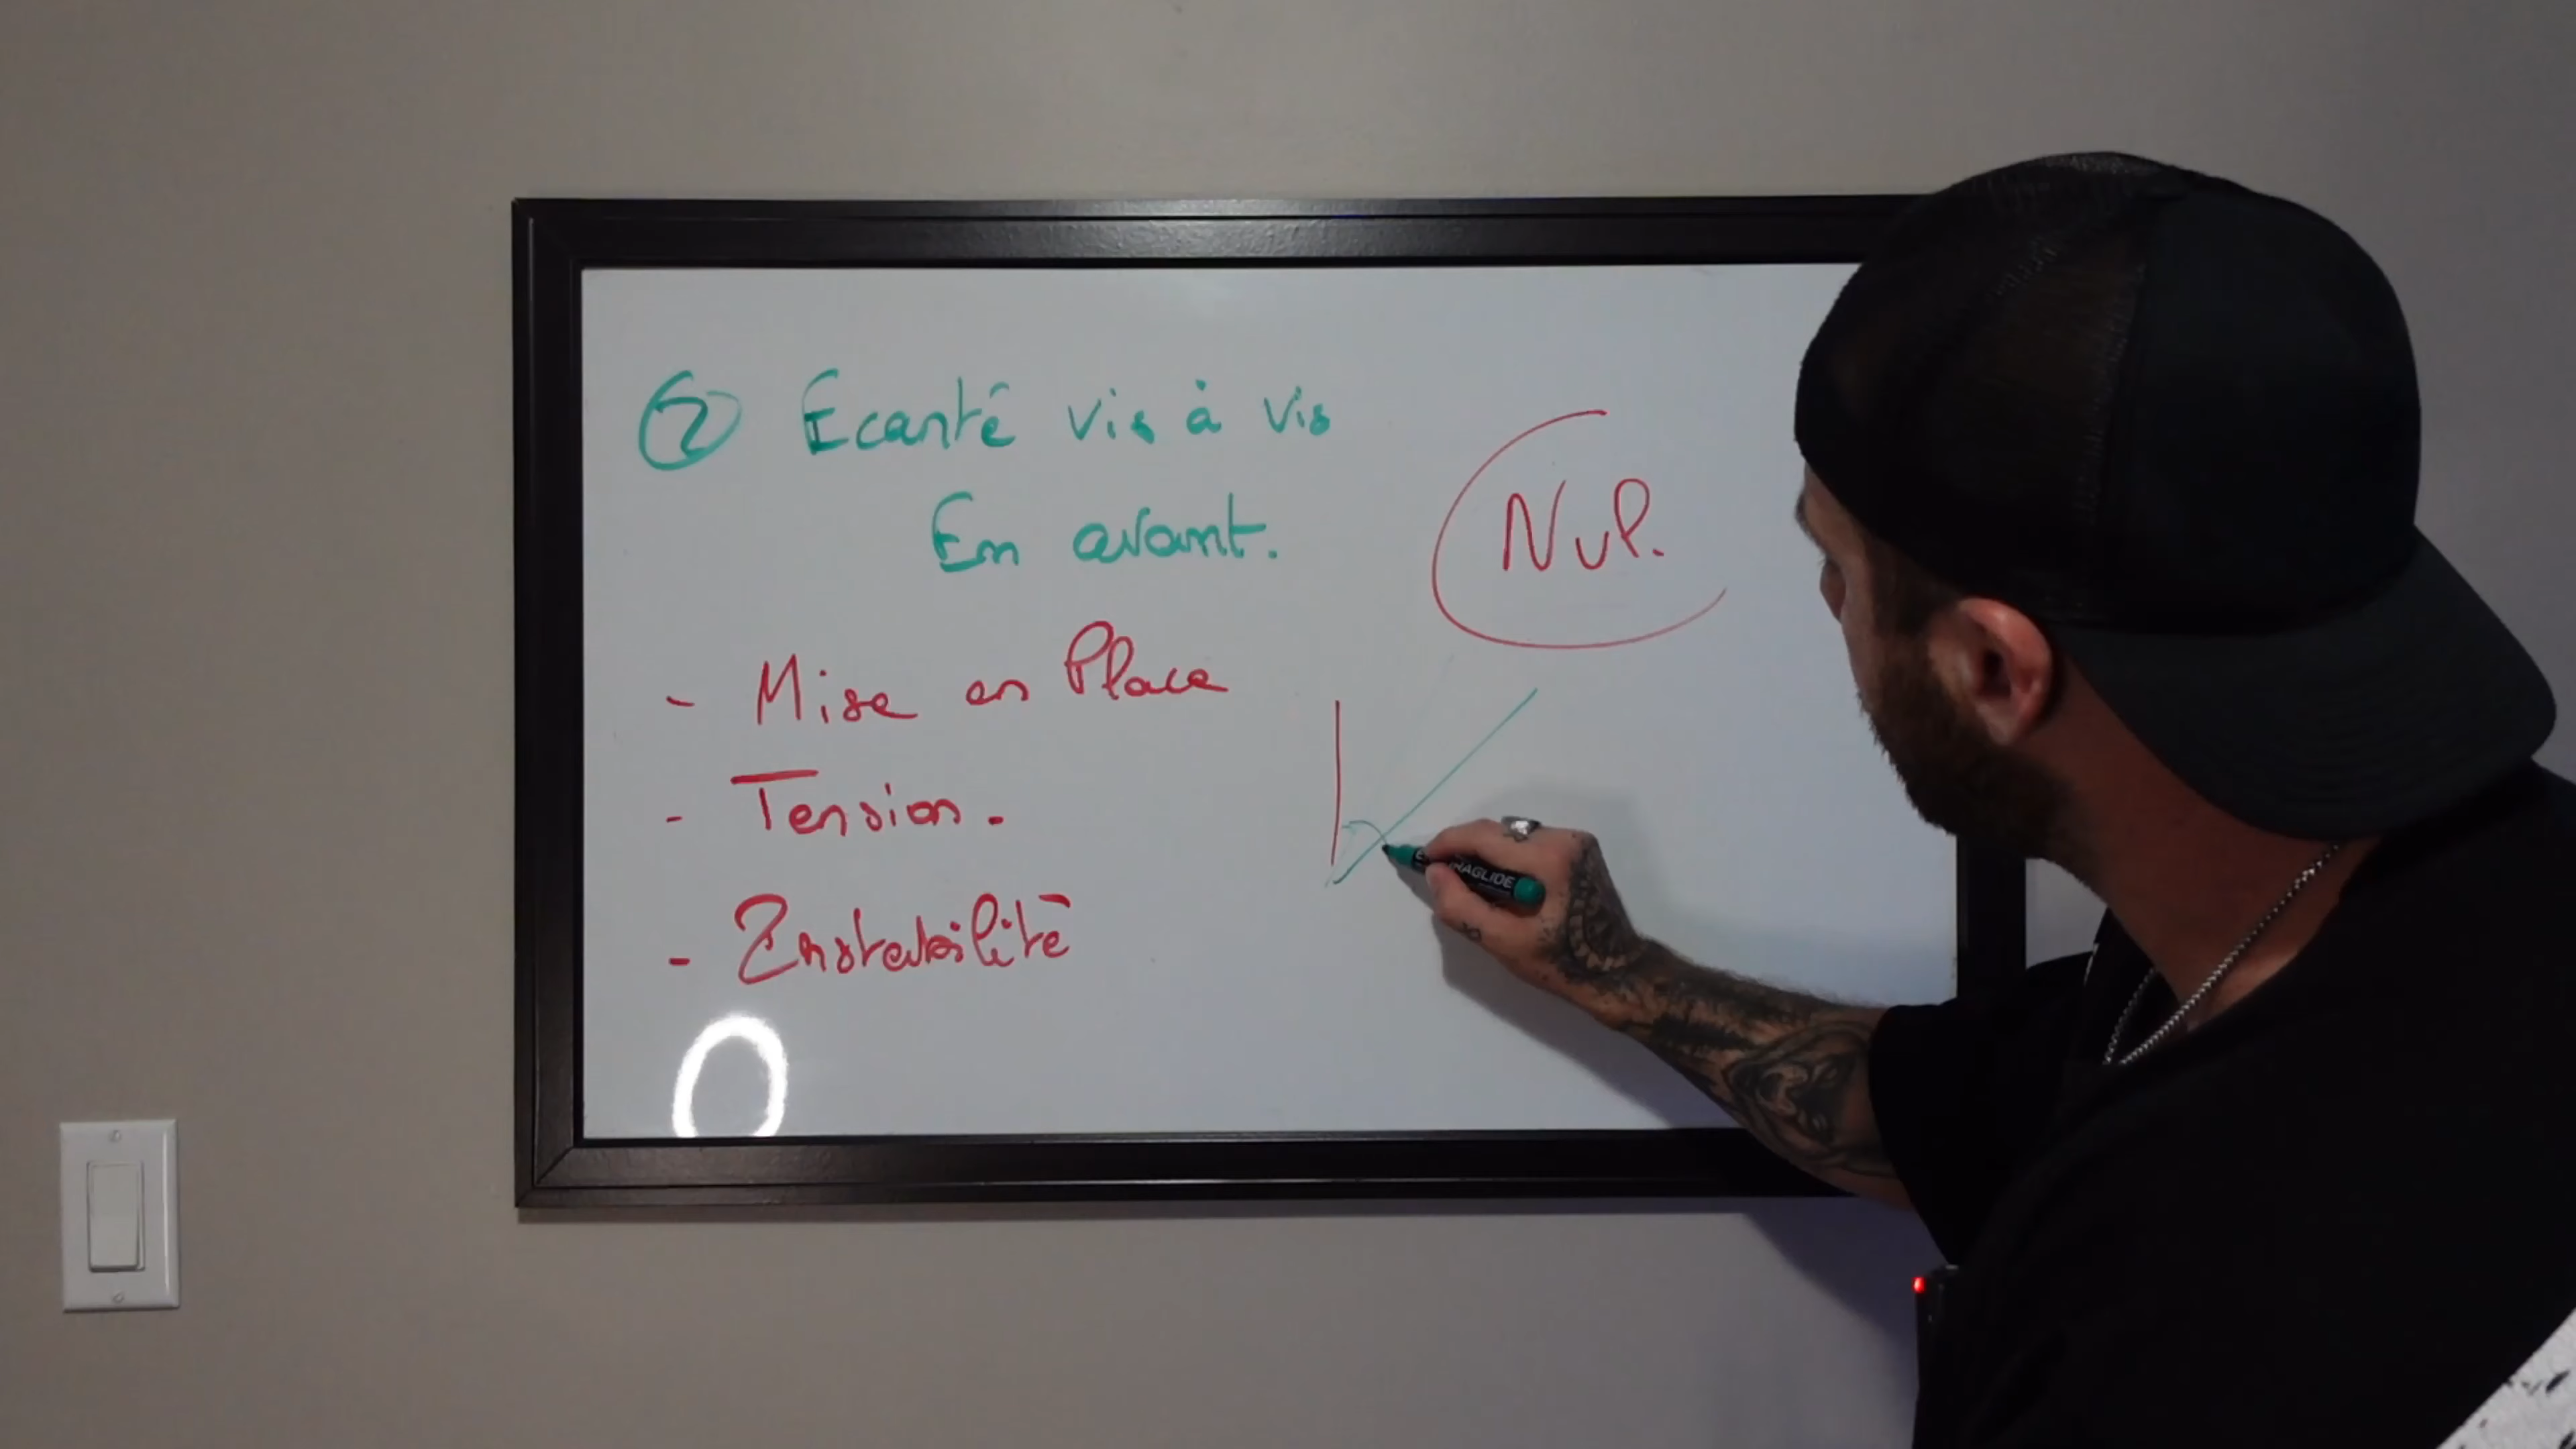 ② Ecarté vis à vis
En avant.
Nul.
- Mise en Place
- Tension.
- Instabilité